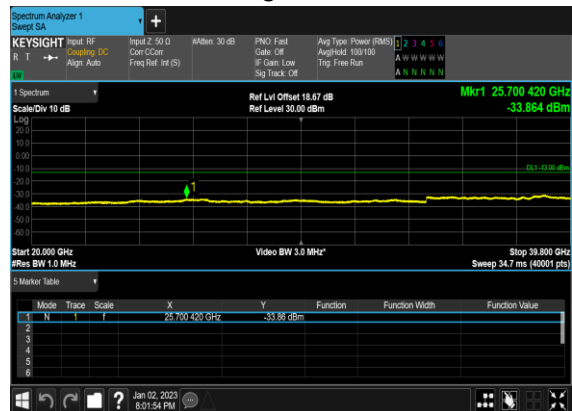 Spectrum Analyzer 1
Swept SA
+
KEYSIGHT Input: RF Input Z: 50 Ω #Atten: 30 dB PNO: Fast Avg Type: Power (RMS) 1 2 3 4 5 6
R T Coupling: DC Corr CCorr Gate: Off Avg|Hold: 100/100 A W W W W W
Align: Auto Freq Ref: Int (S) IF Gain: Low Trig: Free Run
Sig Track: Off A N N N N N
1 Spectrum Ref Lvl Offset 18.67 dB Mkr1 25.700 420 GHz
Scale/Div 10 dB Ref Level 30.00 dBm -33.864 dBm
Log
20.0
10.0
0.00
-10.0 DL1 -13.00 dBm
-20.0
-30.0 1
-40.0
-50.0
-60.0
Start 20.000 GHz Video BW 3.0 MHz* Stop 39.800 GHz
#Res BW 1.0 MHz Sweep 34.7 ms (40001 pts)
5 Marker Table
Mode Trace Scale X Y Function Function Width Function Value
1 N 1 f 25.700 420 GHz -33.86 dBm
2
3
4
5
6
? Jan 02, 2023
8:01:54 PM